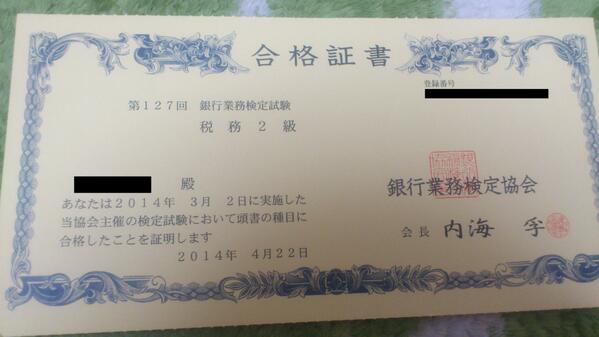 合格証書
登録番号
第127回 銀行業務検定試験
税務2級
殿
あなたは2014年 3月 2日に実施した
当協会主催の検定試験において頭書の種目に
合格したことを証明します
2014年 4月22日
銀行業務検定協会
会長 内海 孚